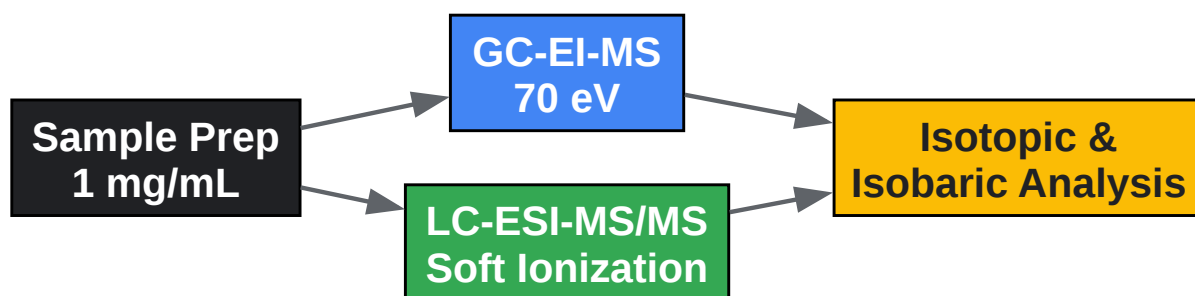 Sample Prep
1 mg/mL
GC-EI-MS
70 eV
LC-ESI-MS/MS
Soft Ionization
Isotopic &
Isobaric Analysis